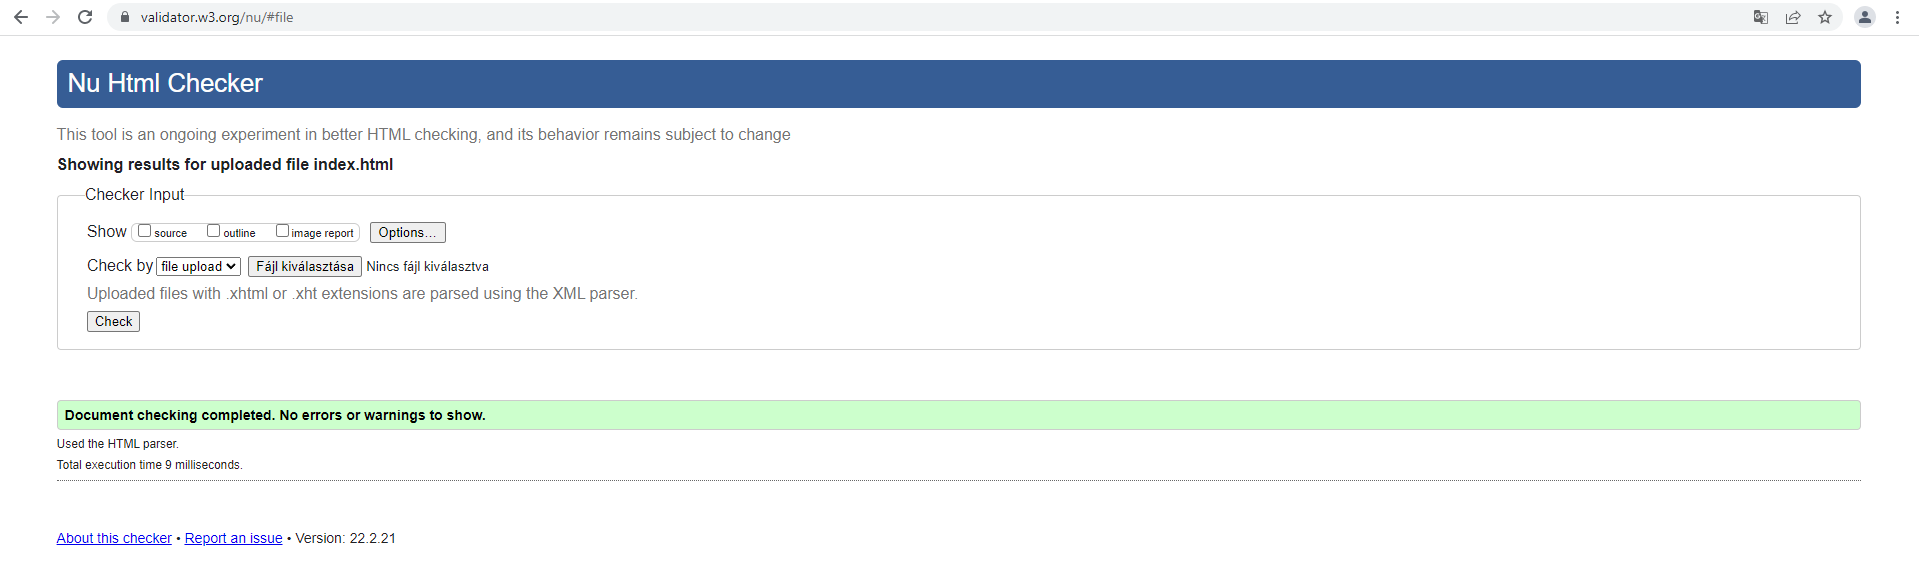 validator.w3.org/nu/#file
Nu Html Checker
This tool is an ongoing experiment in better HTML checking, and its behavior remains subject to change
Showing results for uploaded file index.html
Checker Input
Show source outline image report Options...
Check by file upload Fájl kiválasztása Nincs fájl kiválasztva
Uploaded files with .xhtml or .xht extensions are parsed using the XML parser.
Check
Document checking completed. No errors or warnings to show.
Used the HTML parser.
Total execution time 9 milliseconds.
About this checker • Report an issue • Version: 22.2.21